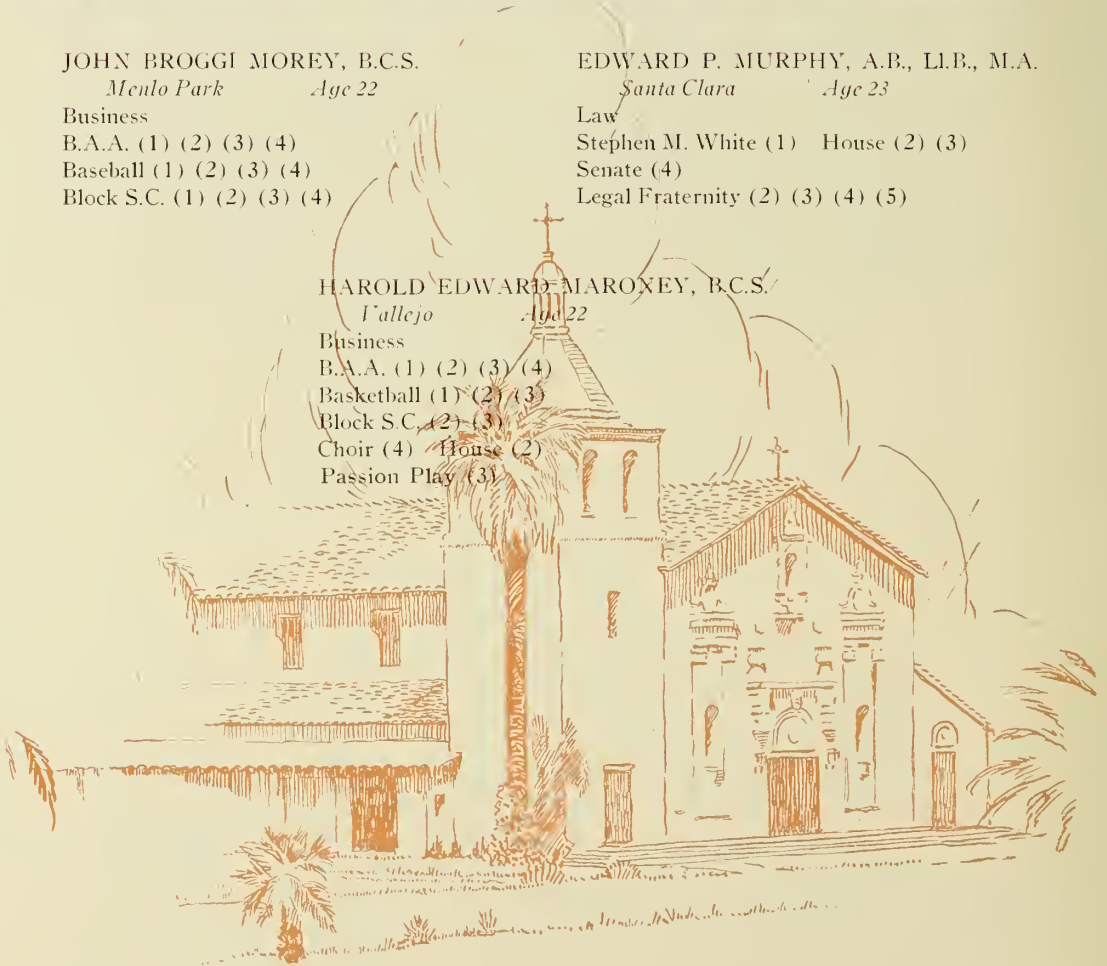 JOHN BROGGI MOREY, B.C.S.
Menlo Park Age 22
Business
B.A.A. (1) (2) (3) (4)
Baseball (1) (2) (3) (4)
Block S.C. (1) (2) (3) (4)
EDWARD P. MURPHY, A.B., Ll.B., M.A.
Santa Clara Age 23
Law
Stephen M. White (1) House (2) (3)
Senate (4)
Legal Fraternity (2) (3) (4) (5)
HAROLD EDWARD MARONEY, B.C.S.
Vallejo Age 22
Business
B.A.A. (1) (2) (3) (4)
Basketball (1) (2) (3)
Block S.C. (2) (3)
Choir (4) House (2)
Passion Play (3)